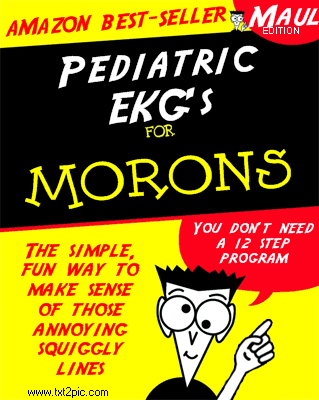 AMAZON BEST-SELLER
MAUL
EDITION
PEDIATRIC
EKG's
FOR
MORONS
YOU DON'T NEED
A 12 STEP
PROGRAM
THE SIMPLE,
FUN WAY TO
MAKE SENSE
OF THOSE
ANNOYING
SQUIGGLY
LINES
www.txt2pic.com